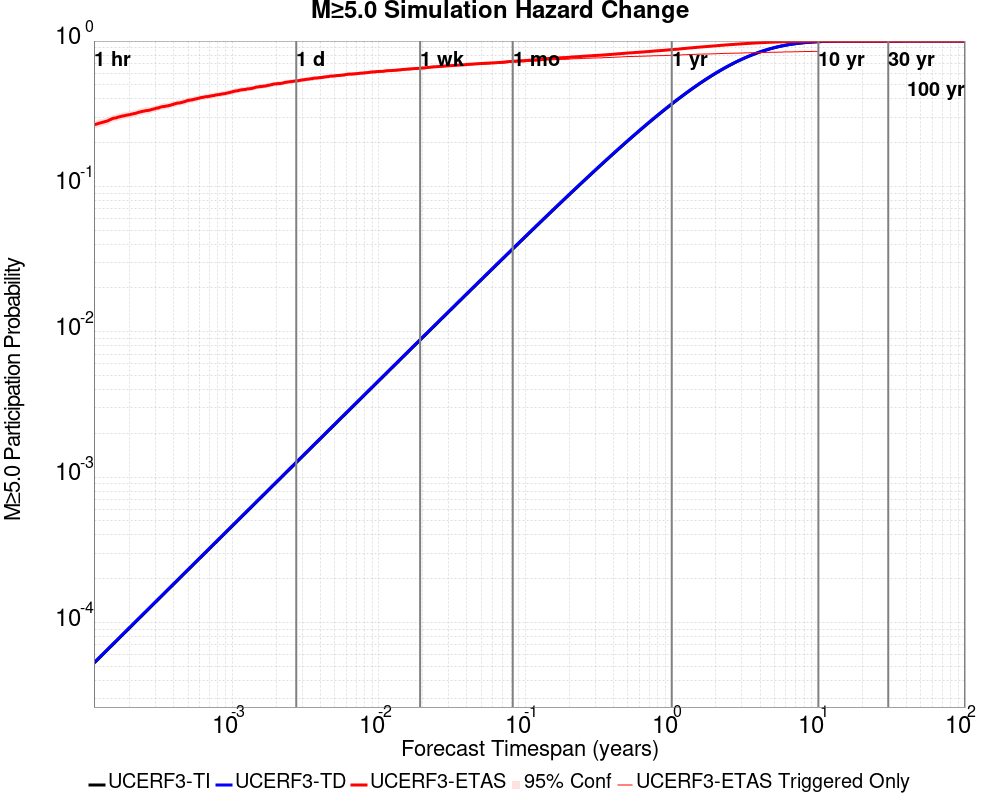 M≥5.0 Simulation Hazard Change
10^0
1 hr
1 d
1 wk
1 mo
1 yr
10 yr
30 yr
100 yr
10^-1
10^-2
10^-3
10^-4
M≥5.0 Participation Probability
10^-3
10^-2
10^-1
10^0
10^1
10^2
Forecast Timespan (years)
UCERF3-TI UCERF3-TD UCERF3-ETAS 95% Conf UCERF3-ETAS Triggered Only